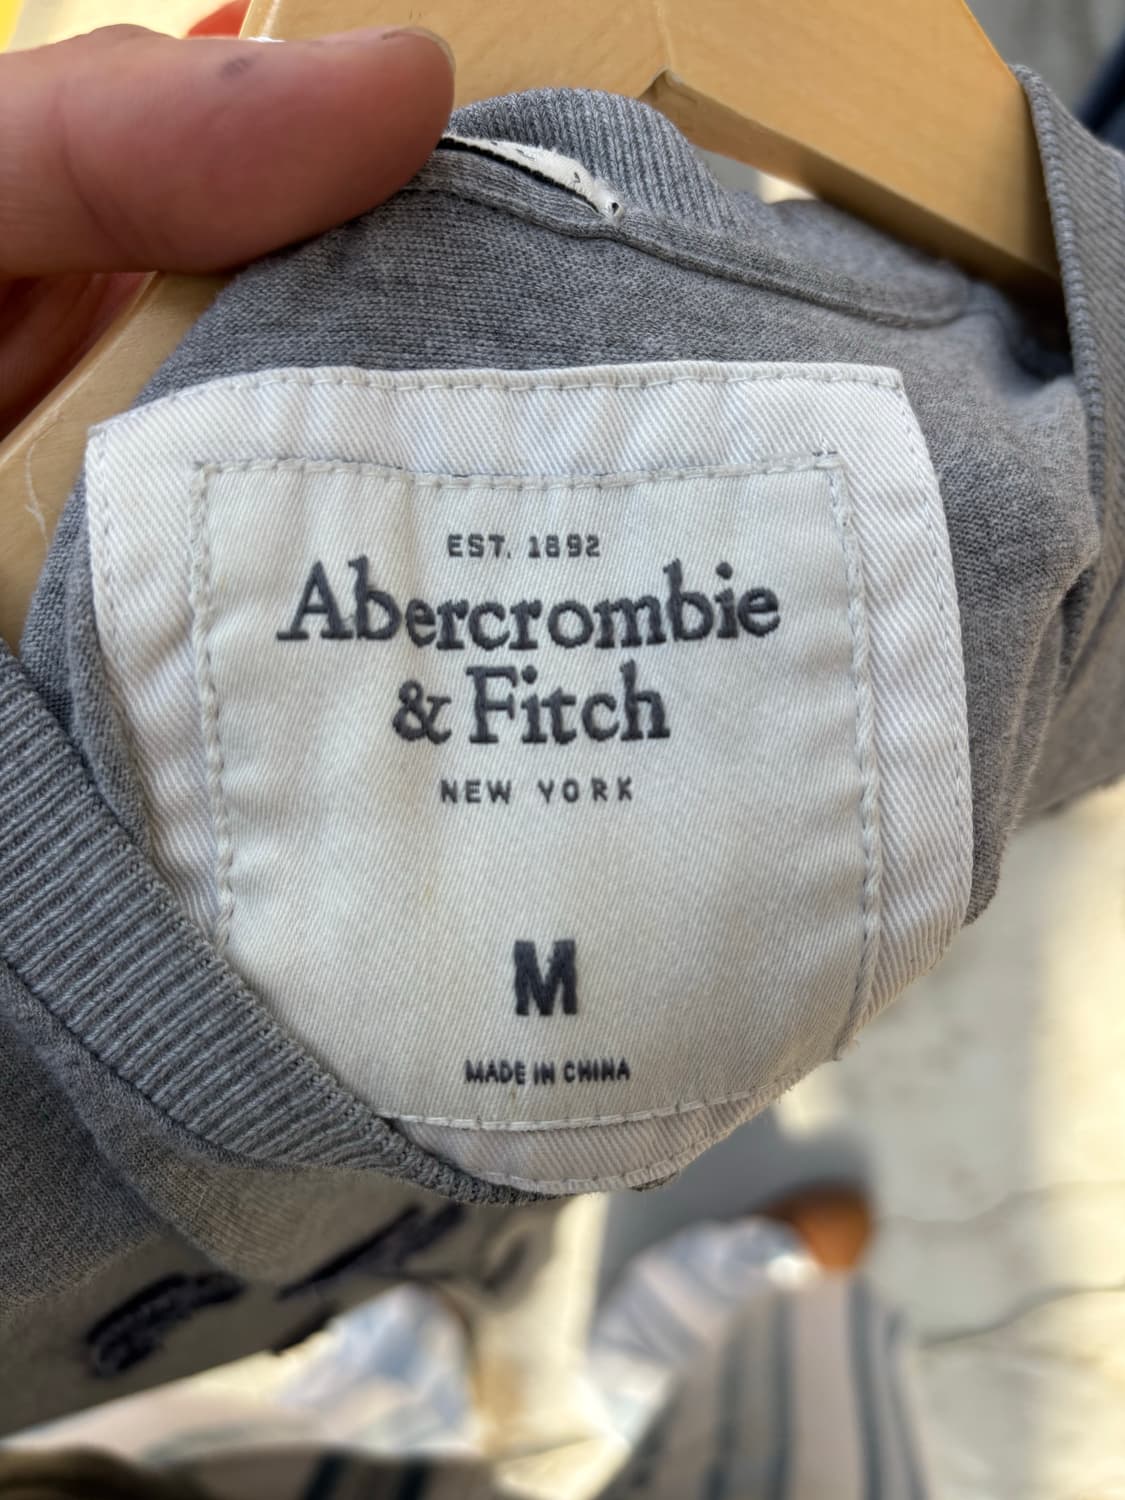 EST. 1892
Abercrombie
& Fitch
NEW YORK
M
MADE IN CHINA